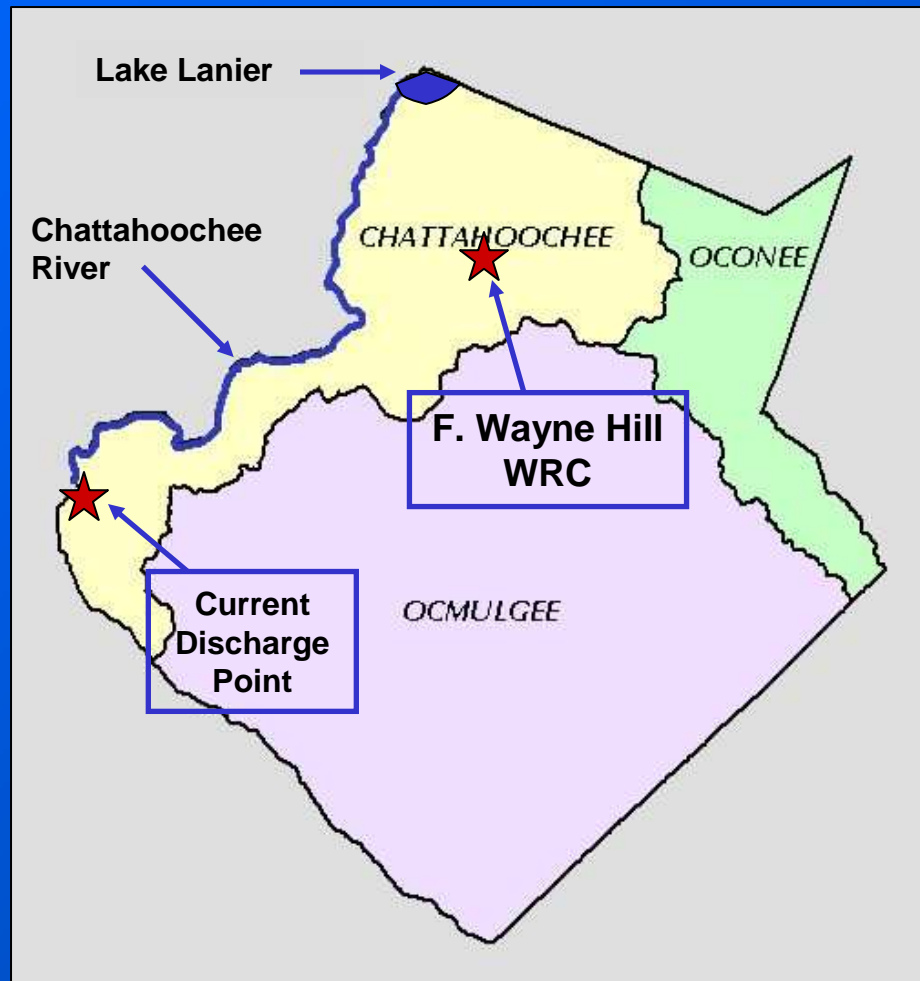 Lake Lanier
Chattahoochee
River
CHATTAHOOCHEE
OCONEE
F. Wayne Hill
WRC
Current
Discharge
Point
OCMULGEE